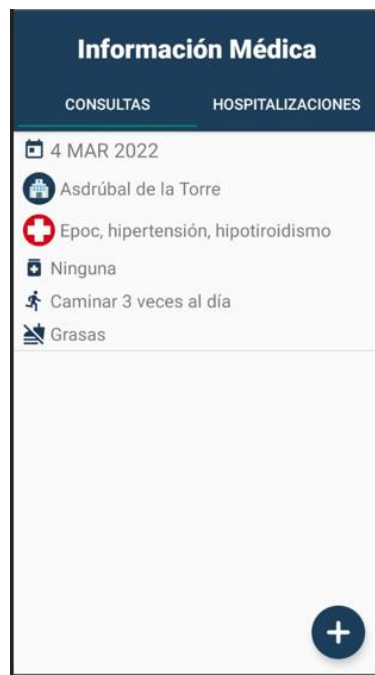 Información Médica
CONSULTAS HOSPITALIZACIONES
4 MAR 2022
Asdrúbal de la Torre
Epoc, hipertensión, hipotiroidismo
Ninguna
Caminar 3 veces al día
Grasas